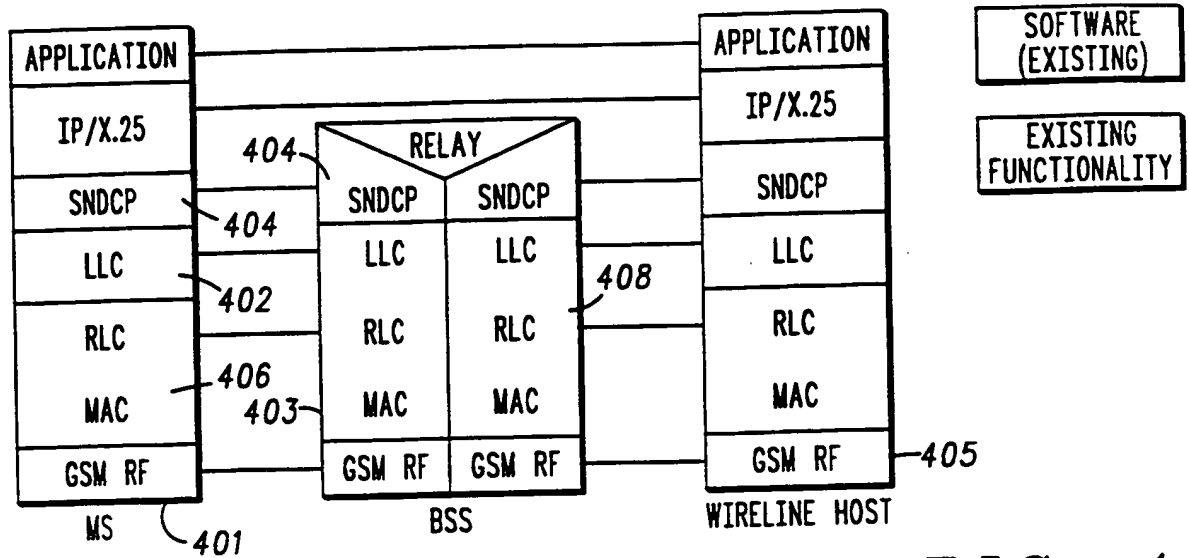 APPLICATION
IP/X.25
SNDCP
404
LLC
402
RLC
406
MAC
GSM RF
MS
401
RELAY
404
SNDCP SNDCP
LLC LLC
408
RLC RLC
403
MAC MAC
GSM RF GSM RF
BSS
APPLICATION
IP/X.25
SNDCP
LLC
RLC
MAC
GSM RF
405
WIRELINE HOST
SOFTWARE
(EXISTING)
EXISTING
FUNCTIONALITY